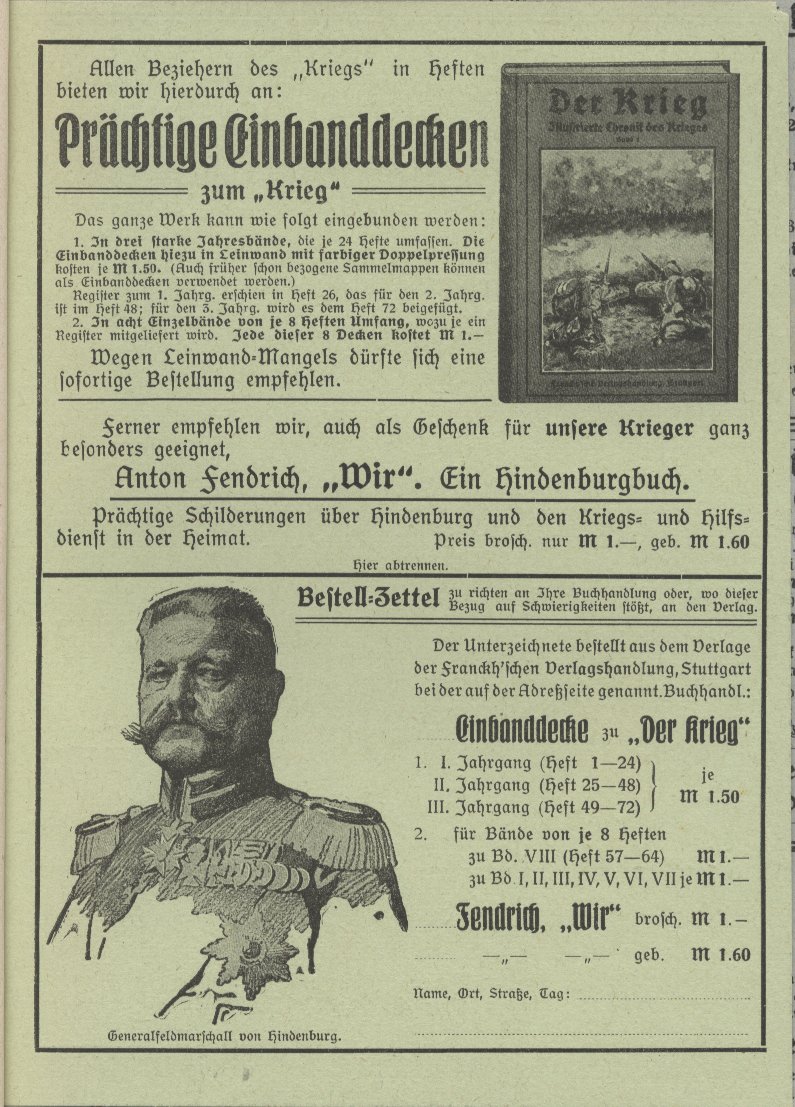 Allen Beziehern des „Kriegs“ in Heften
bieten wir hierdurch an:
Prächtige Einbanddecken
zum „Krieg“
Das ganze Werk kann wie folgt eingebunden werden:
1. In drei starke Jahresbände, die je 24 Hefte umfassen. Die
Einbanddecken hiezu in Leinwand mit farbiger Doppelpressung
kosten je M 1.50. (Auch früher schon bezogene Sammelmappen können
als Einbanddecken verwendet werden.)
Register zum 1. Jahrg. erschien in Heft 26, das für den 2. Jahrg.
ist im Heft 48; für den 3. Jahrg. wird es dem Heft 72 beigefügt.
2. In acht Einzelbände von je 8 Heften Umfang, wozu je ein
Register mitgeliefert wird. Jede dieser 8 Decken kostet M 1.—
Wegen Leinwand-Mangels dürfte sich eine
sofortige Bestellung empfehlen.
Der Krieg
Illustrierte Chronik des Krieges
Band 1
Franckh'sche Verlagshandlung, Stuttgart
Ferner empfehlen wir, auch als Geschenk für unsere Krieger ganz
besonders geeignet,
Anton Fendrich, „Wir“. Ein Hindenburgbuch.
Prächtige Schilderungen über Hindenburg und den Kriegs- und Hilfs-
dienst in der Heimat. Preis brosch. nur M 1.—, geb. M 1.60
Hier abtrennen.
Bestell-Zettel zu richten an Ihre Buchhandlung oder, wo dieser
Bezug auf Schwierigkeiten stößt, an den Verlag.
Der Unterzeichnete bestellt aus dem Verlage
der Franckh'schen Verlagshandlung, Stuttgart
bei der auf der Adreßseite genannt. Buchhandl.:
Einbanddecke zu „Der Krieg“
1. I. Jahrgang (Heft 1—24)
II. Jahrgang (Heft 25—48)
III. Jahrgang (Heft 49—72)
je
M 1.50
2. für Bände von je 8 Heften
zu Bd. VIII (Heft 57—64) M 1.—
zu Bd. I, II, III, IV, V, VI, VII je M 1.—
Fendrich, „Wir“ brosch. M 1.—
—„— —„— geb. M 1.60
Name, Ort, Straße, Tag:
Generalfeldmarschall von Hindenburg.